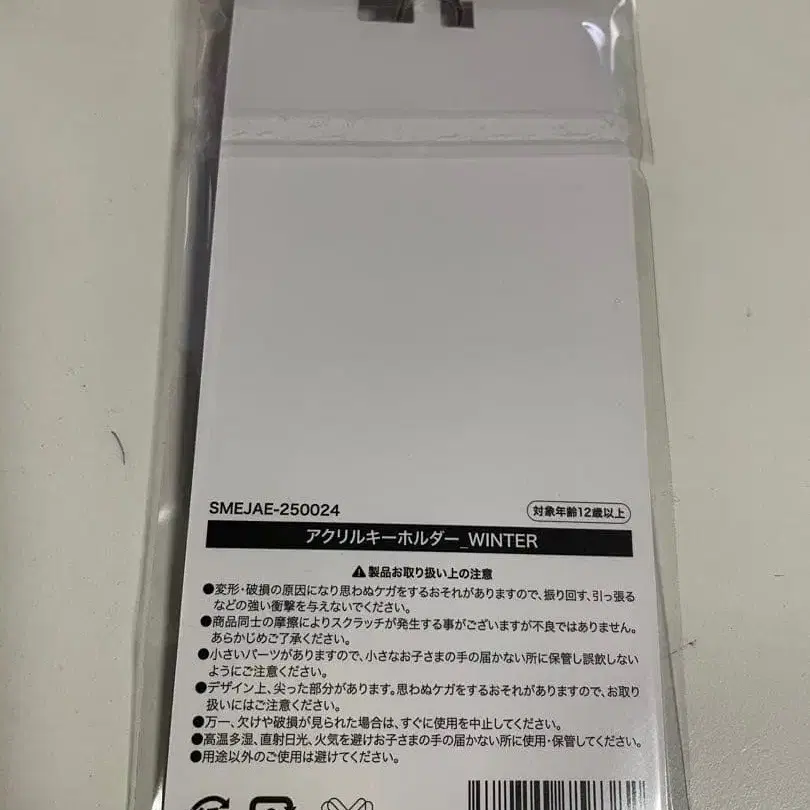 SMEJAE-250024
対象年齢12歳以上
アクリルキーホルダー_WINTER
⚠製品お取り扱い上の注意
●変形・破損の原因になり思わぬケガをするおそれがありますので、振り回す、引っ張る
などの強い衝撃を与えないでください。
●商品同士の摩擦によりスクラッチが発生する事がございますが不良ではありません。
あらかじめご了承ください。
●小さいパーツがありますので、小さなお子さまの手の届かない所に保管し誤飲しない
ようにご注意ください。
●デザイン上、尖った部分があります。思わぬケガをするおそれがありますので、お取り
扱いにはご注意ください。
●万一、欠けや破損が見られた場合は、すぐに使用を中止してください。
●高温多湿、直射日光、火気を避けお子さまの手の届かない所で使用・保管してください。
●用途以外のご使用は避けてください。